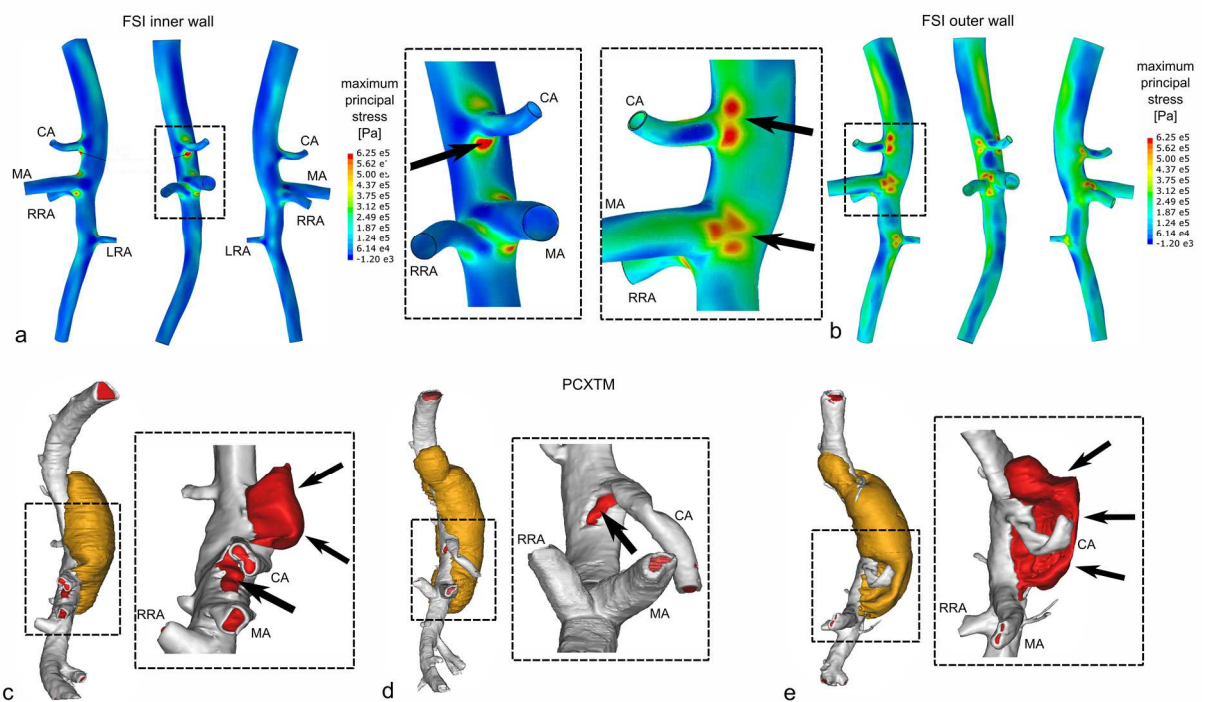 FSI inner wall
FSI outer wall
maximum
principal
stress
[Pa]
6.25 e5
5.62 e'
5.00 e5
4.37 e5
3.75 e5
3.12 e5
2.49 e5
1.87 e5
1.24 e5
6.14 e4
-1.20 e3
CA
MA
RRA
LRA
CA
MA
RRA
LRA
CA
RRA
MA
CA
MA
RRA
maximum
principal
stress
[Pa]
6.25 e5
5.62 e5
5.00 e5
4.37 e5
3.75 e5
3.12 e5
2.49 e5
1.87 e5
1.24 e5
6.14 e4
-1.20 e3
a
b
PCXTM
CA
RRA
MA
RRA
CA
MA
CA
RRA
MA
c
d
e